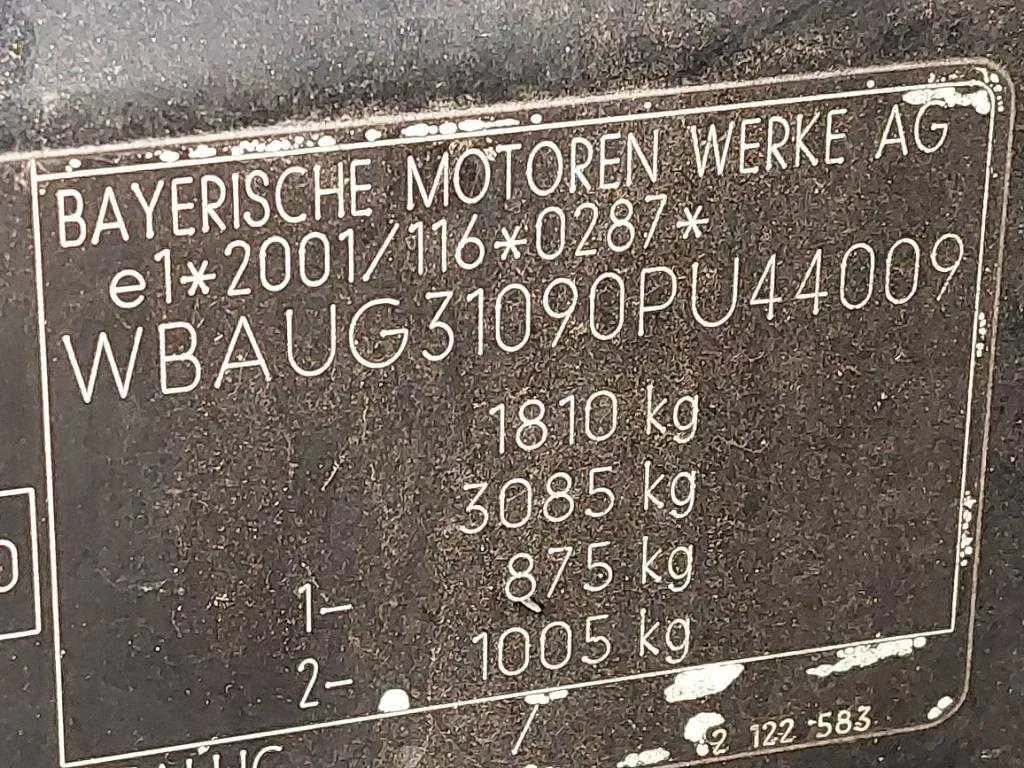 BAYERISCHE MOTOREN WERKE AG
e1*2001/116*0287*
WBAUG31090PU44009
1810 kg
3085 kg
1– 875 kg
2– 1005 kg
2 122 583